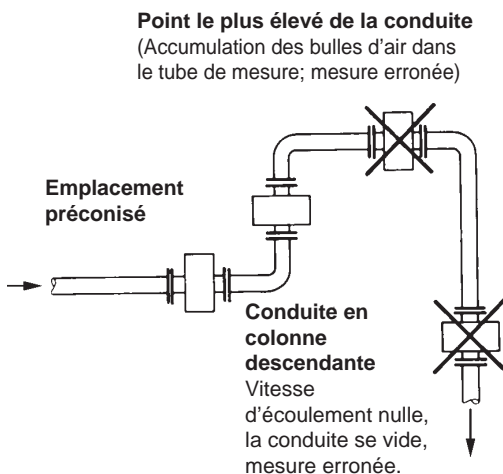 Point le plus élevé de la conduite
(Accumulation des bulles d'air dans
le tube de mesure; mesure erronée)
Emplacement
préconisé
Conduite en
colonne
descendante
Vitesse
d'écoulement nulle,
la conduite se vide,
mesure erronée.